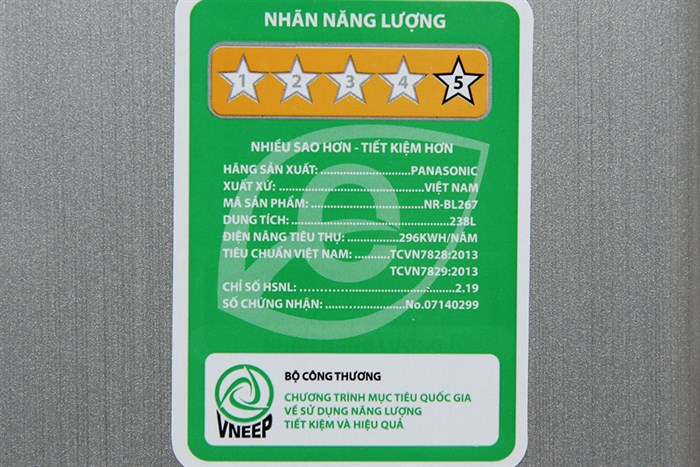 NHÃN NĂNG LƯỢNG
1 2 3 4 5
NHIỀU SAO HƠN - TIẾT KIỆM HƠN
HÃNG SẢN XUẤT:........................PANASONIC
XUẤT XỨ:....................................VIỆT NAM
MÃ SẢN PHẨM:............................NR-BL267
DUNG TÍCH:.........................................238L
ĐIỆN NĂNG TIÊU THỤ:..............296KWH/NĂM
TIÊU CHUẨN VIỆT NAM:..........TCVN7828:2013
TCVN7829:2013
CHỈ SỐ HSNL:........................................2.19
SỐ CHỨNG NHẬN:.....................No.07140299
BỘ CÔNG THƯƠNG
CHƯƠNG TRÌNH MỤC TIÊU QUỐC GIA
VỀ SỬ DỤNG NĂNG LƯỢNG
TIẾT KIỆM VÀ HIỆU QUẢ
VNEEP